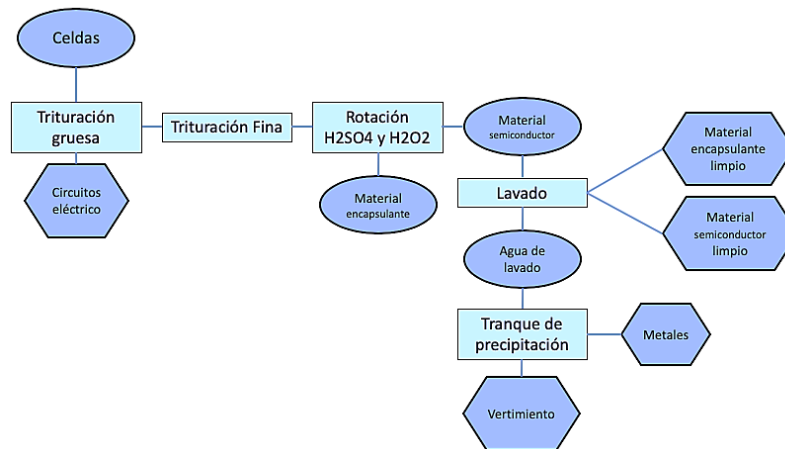 Celdas
Trituración
gruesa
Trituración Fina
Rotación
H2SO4 y H2O2
Material
semiconductor
Material
encapsulante
limpio
Circuitos
eléctrico
Material
encapsulante
Lavado
Material
semiconductor
limpio
Agua de
lavado
Tranque de
precipitación
Metales
Vertimiento